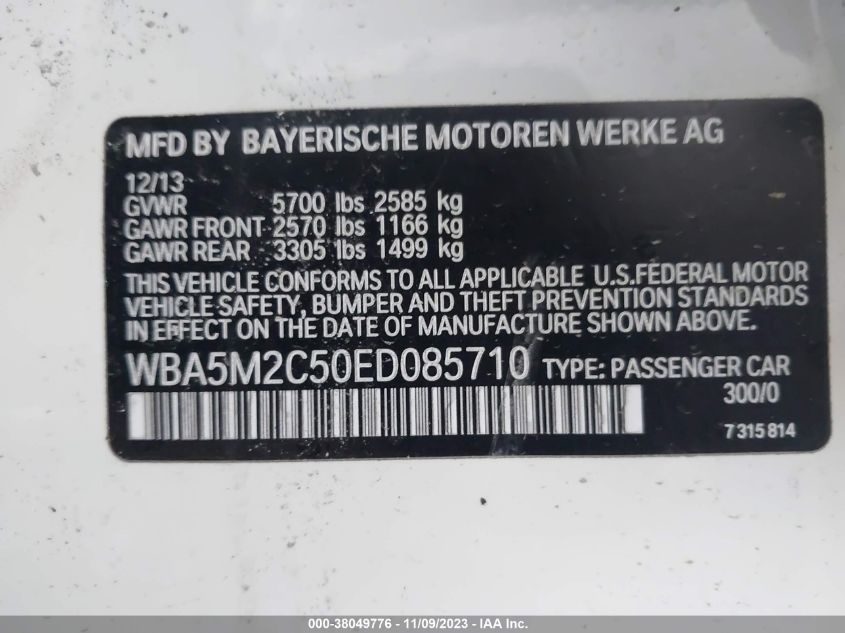 MFD BY BAYERISCHE MOTOREN WERKE AG
12/13
GVWR 5700 lbs 2585 kg
GAWR FRONT 2570 lbs 1166 kg
GAWR REAR 3305 lbs 1499 kg
THIS VEHICLE CONFORMS TO ALL APPLICABLE U.S.FEDERAL MOTOR
VEHICLE SAFETY, BUMPER AND THEFT PREVENTION STANDARDS
IN EFFECT ON THE DATE OF MANUFACTURE SHOWN ABOVE.
WBA5M2C50ED085710 TYPE: PASSENGER CAR
300/0
7315814
000-38049776 - 11/09/2023 - IAA Inc.